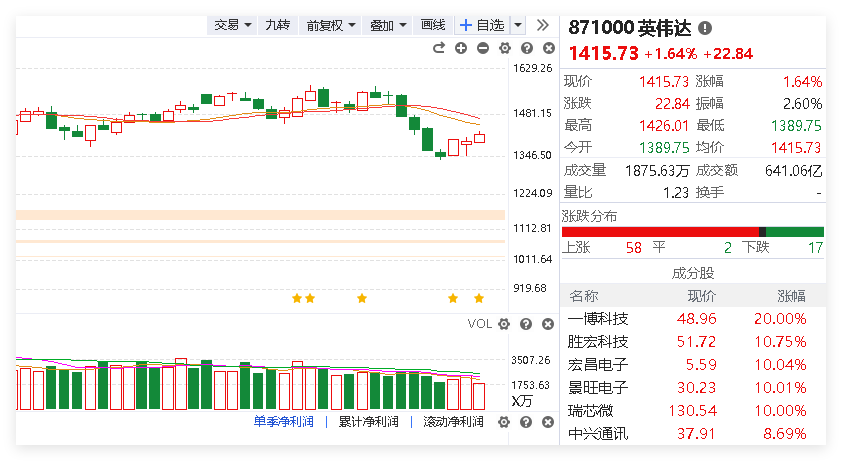 交易 九转 前复权 叠加 画线 自选
1629.26
1481.15
1346.50
1224.09
1112.81
1011.64
919.68
VOL
3507.26
1753.63
X万
单季净利润 | 累计净利润 | 滚动净利润
871000 英伟达
1415.73 +1.64% +22.84
现价 1415.73 涨幅 1.64%
涨跌 22.84 振幅 2.60%
最高 1426.01 最低 1389.75
今开 1389.75 均价 1415.73
成交量 1875.63万 成交额 641.06亿
量比 1.23 换手 -
涨跌分布
上涨 58 平 2 下跌 17
成分股
名称 现价 涨幅
一博科技 48.96 20.00%
胜宏科技 51.72 10.75%
宏昌电子 5.59 10.04%
景旺电子 30.23 10.01%
瑞芯微 130.54 10.00%
中兴通讯 37.91 8.69%